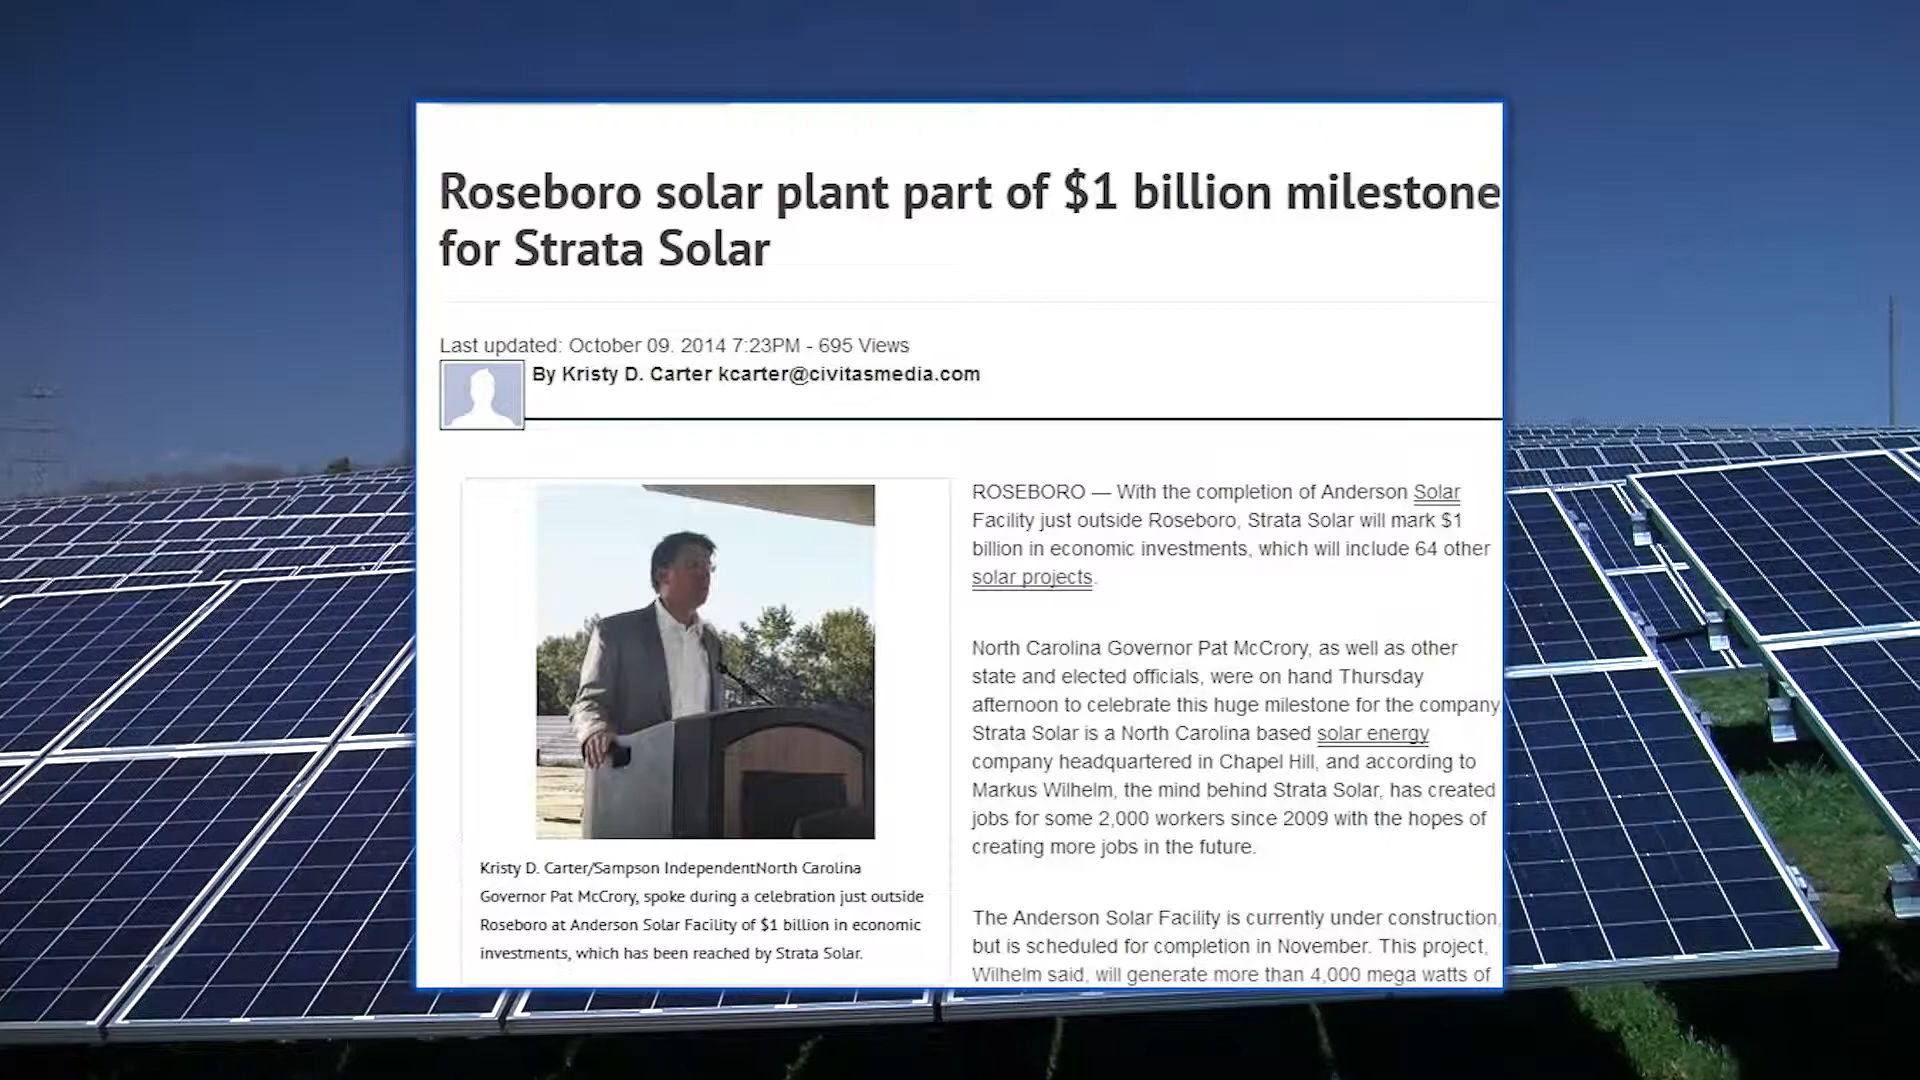 Roseboro solar plant part of $1 billion milestone
for Strata Solar
Last updated: October 09. 2014 7:23PM - 695 Views
By Kristy D. Carter kcarter@civitasmedia.com
Kristy D. Carter/Sampson IndependentNorth Carolina
Governor Pat McCrory, spoke during a celebration just outside
Roseboro at Anderson Solar Facility of $1 billion in economic
investments, which has been reached by Strata Solar.
ROSEBORO — With the completion of Anderson Solar
Facility just outside Roseboro, Strata Solar will mark $1
billion in economic investments, which will include 64 other
solar projects.
North Carolina Governor Pat McCrory, as well as other
state and elected officials, were on hand Thursday
afternoon to celebrate this huge milestone for the company
Strata Solar is a North Carolina based solar energy
company headquartered in Chapel Hill, and according to
Markus Wilhelm, the mind behind Strata Solar, has created
jobs for some 2,000 workers since 2009 with the hopes of
creating more jobs in the future.
The Anderson Solar Facility is currently under construction,
but is scheduled for completion in November. This project,
Wilhelm said, will generate more than 4,000 mega watts of